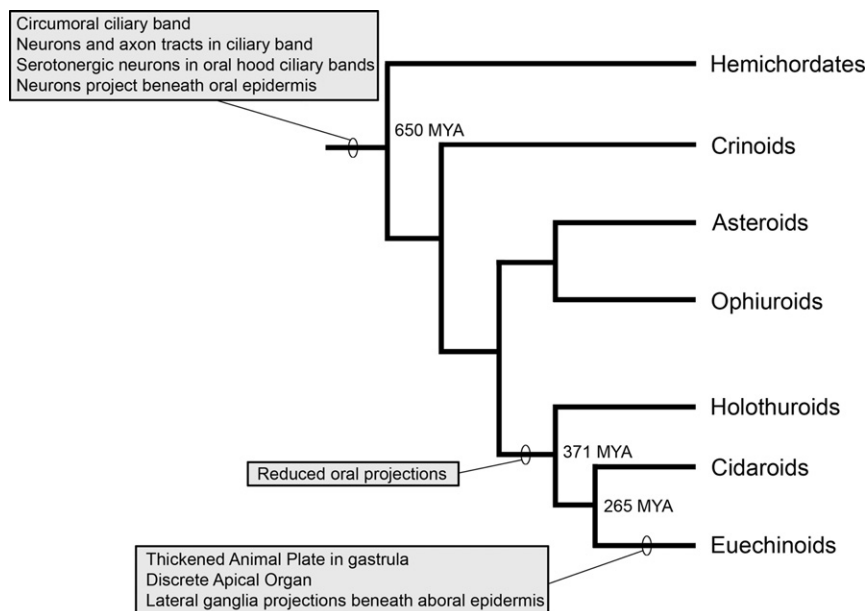 Circumoral ciliary band
Neurons and axon tracts in ciliary band
Serotonergic neurons in oral hood ciliary bands
Neurons project beneath oral epidermis
Hemichordates
650 MYA
Crinoids
Asteroids
Ophiuroids
Holothuroids
371 MYA
Reduced oral projections
Cidaroids
265 MYA
Euechinoids
Thickened Animal Plate in gastrula
Discrete Apical Organ
Lateral ganglia projections beneath aboral epidermis